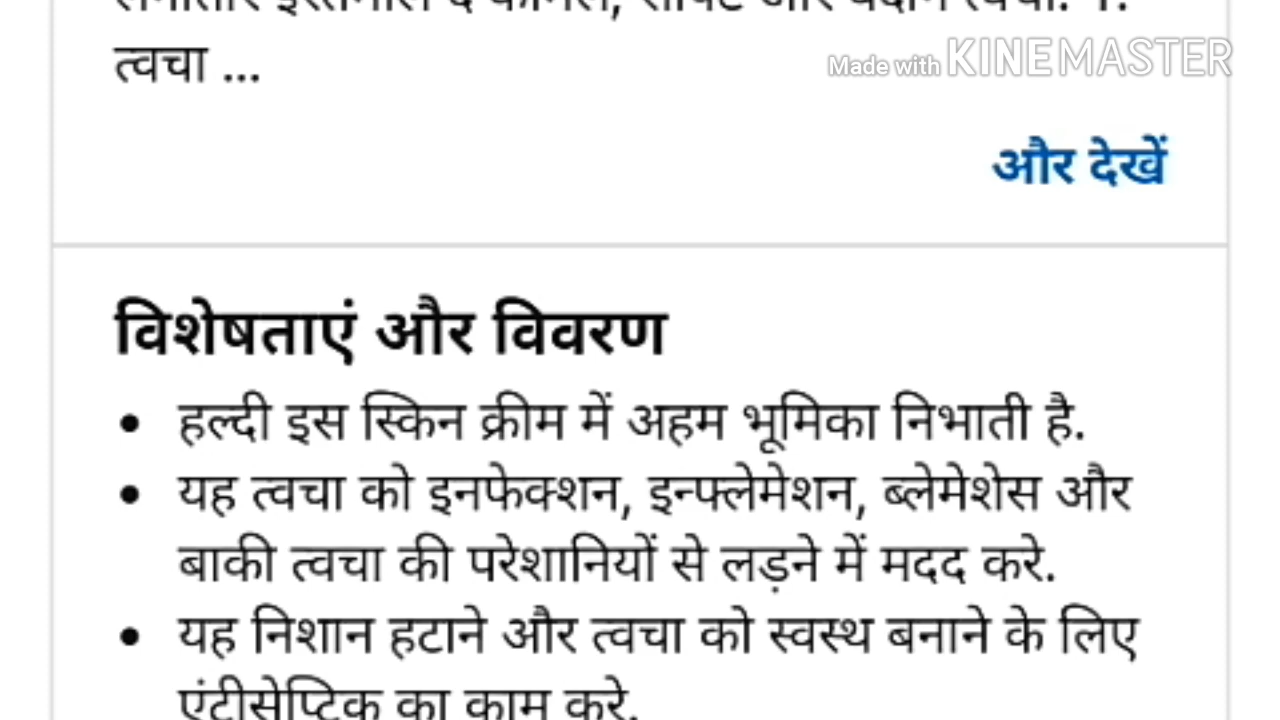 त्वचा ...
Made with KINEMASTER
और देखें
विशेषताएं और विवरण
• हल्दी इस स्किन क्रीम में अहम भूमिका निभाती है.
• यह त्वचा को इनफेक्शन, इन्फ्लेमेशन, ब्लेमेशेस और
बाकी त्वचा की परेशानियों से लड़ने में मदद करे.
• यह निशान हटाने और त्वचा को स्वस्थ बनाने के लिए
एंटीसेप्टिक का काम करे.